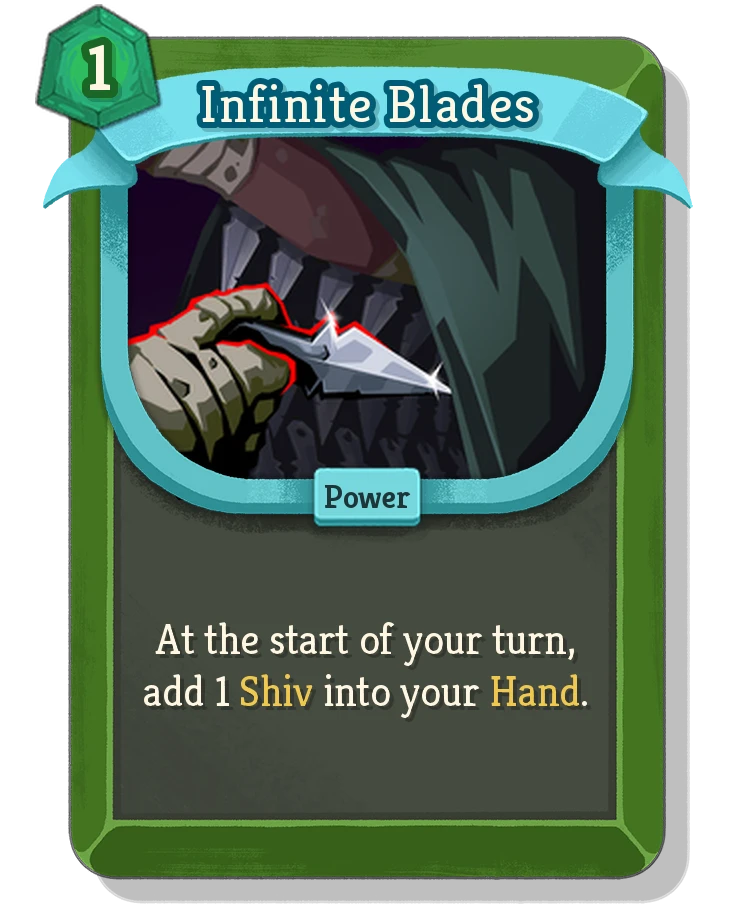 1
Infinite Blades
Power
At the start of your turn,
add 1 Shiv into your Hand.